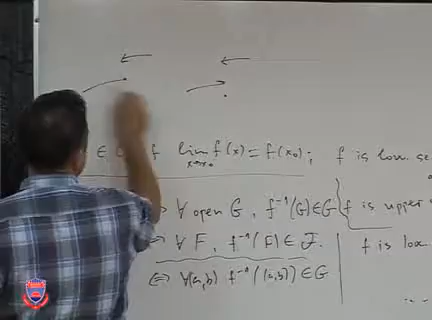 ∈ f lim f(x) = f(x₀); f is low. se
x→x₀
⇔ ∀ open G, f⁻¹(G) ∈ G { f is upper
⇔ ∀ F, f⁻¹(F) ∈ F. f is low
⇔ ∀(a,b) f⁻¹((a,b)) ∈ G